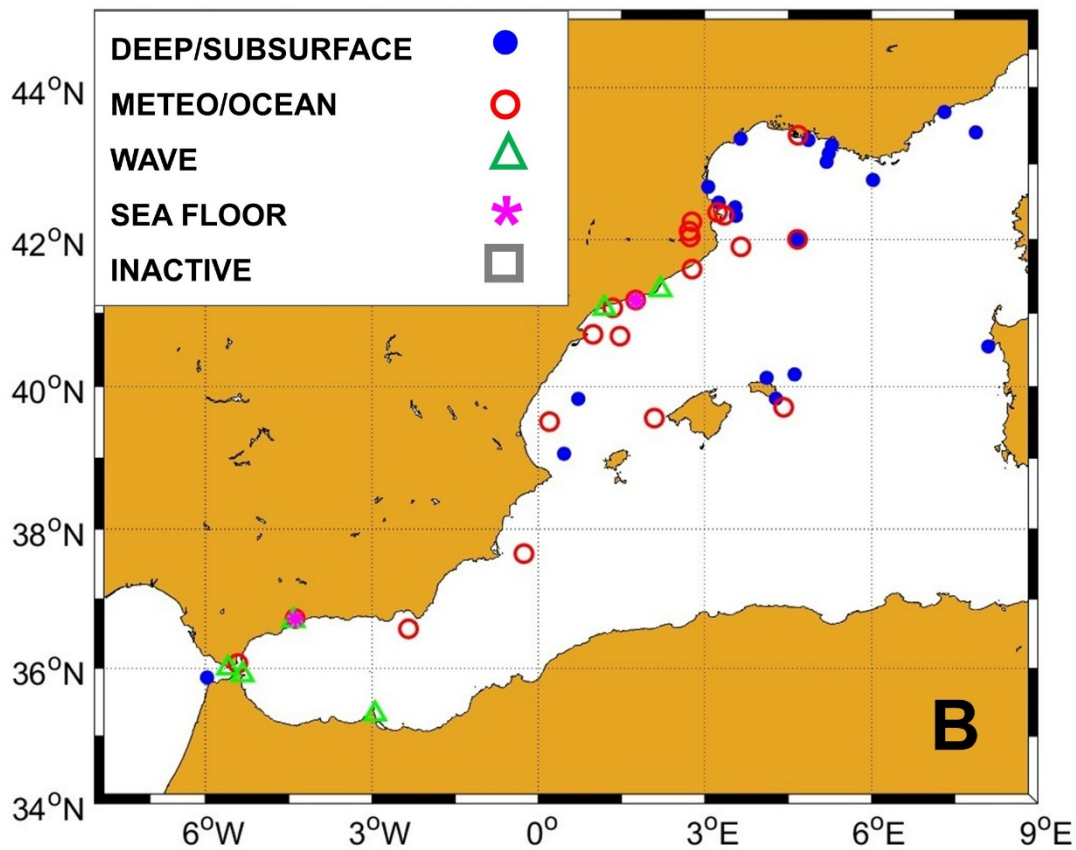 DEEP/SUBSURFACE
METEO/OCEAN
WAVE
SEA FLOOR
INACTIVE
44°N
42°N
40°N
38°N
36°N
34°N
B
6°W 3°W 0° 3°E 6°E 9°E